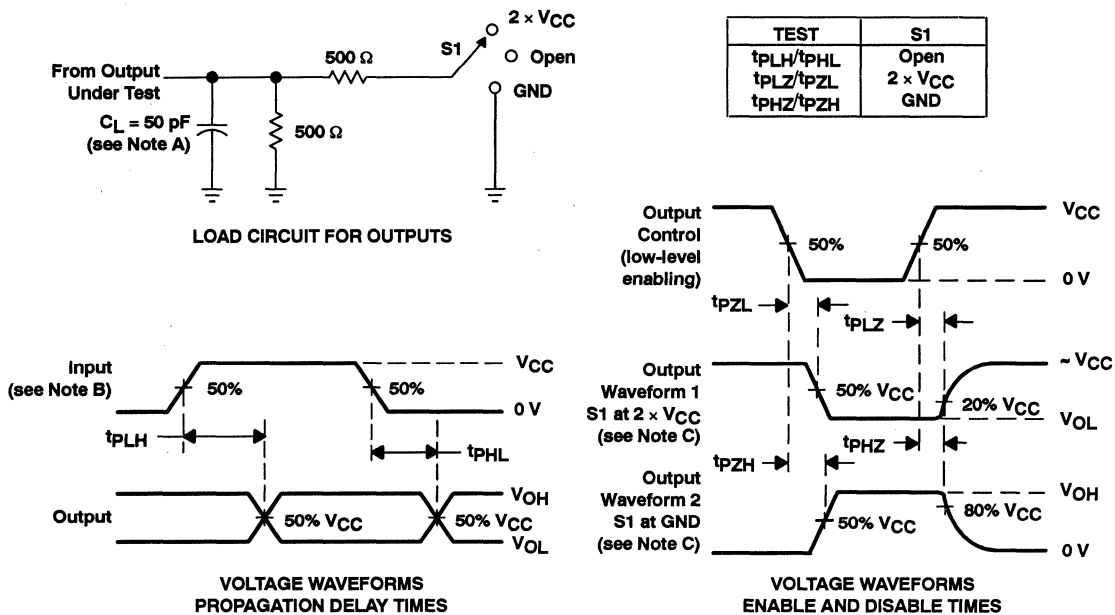 2 × VCC
S1
Open
GND
500 Ω
From Output
Under Test
CL = 50 pF
(see Note A)
500 Ω
LOAD CIRCUIT FOR OUTPUTS
TEST S1
tPLH/tPHL Open
tPLZ/tPZL 2 × VCC
tPHZ/tPZH GND
Input
(see Note B)
50%
50%
VCC
0 V
tPLH
tPHL
Output
50% VCC
50% VCC
VOH
VOL
VOLTAGE WAVEFORMS
PROPAGATION DELAY TIMES
Output
Control
(low-level
enabling)
50%
50%
VCC
0 V
tPZL
tPLZ
Output
Waveform 1
S1 at 2 × VCC
(see Note C)
50% VCC
20% VCC
~ VCC
VOL
tPZH
tPHZ
Output
Waveform 2
S1 at GND
(see Note C)
50% VCC
80% VCC
VOH
0 V
VOLTAGE WAVEFORMS
ENABLE AND DISABLE TIMES